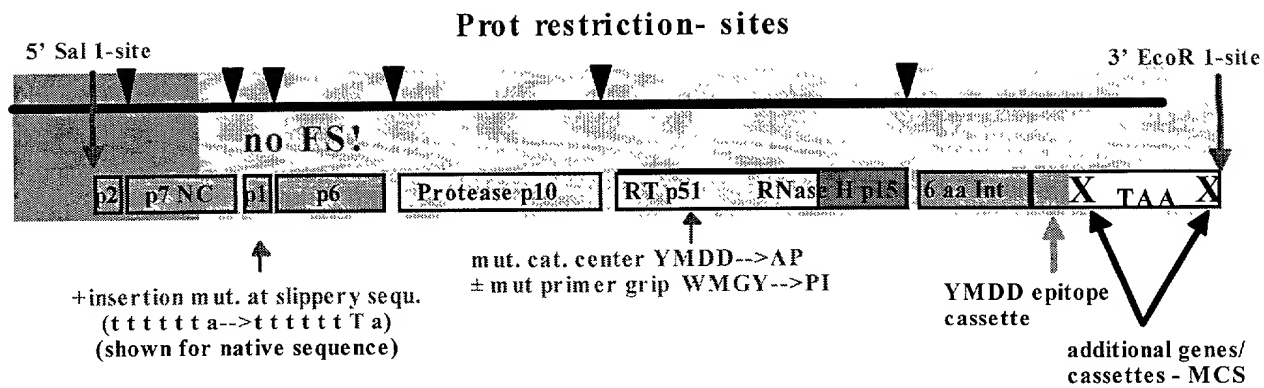 Prot restriction- sites
5' Sal 1-site
3' EcoR 1-site
no FS!
p2
p7 NC
p1
p6
Protease p10
RT p51
RNase H p15
6 aa Int
X
TAA
X
+insertion mut. at slippery sequ.
(t t t t t t a-->t t t t t t T a)
(shown for native sequence)
mut. cat. center YMDD-->AP
± mut primer grip WMGY-->PI
YMDD epitope
cassette
additional genes/
cassettes - MCS